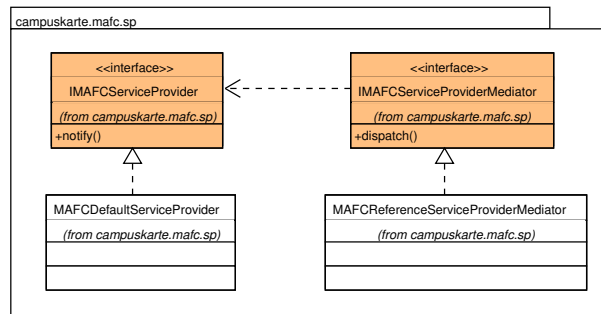 campuskarte.mafc.sp
<<interface>>
IMAFCServiceProvider
(from campuskarte.mafc.sp)
+notify()
<<interface>>
IMAFCServiceProviderMediator
(from campuskarte.mafc.sp)
+dispatch()
MAFCDefaultServiceProvider
(from campuskarte.mafc.sp)
MAFCReferenceServiceProviderMediator
(from campuskarte.mafc.sp)